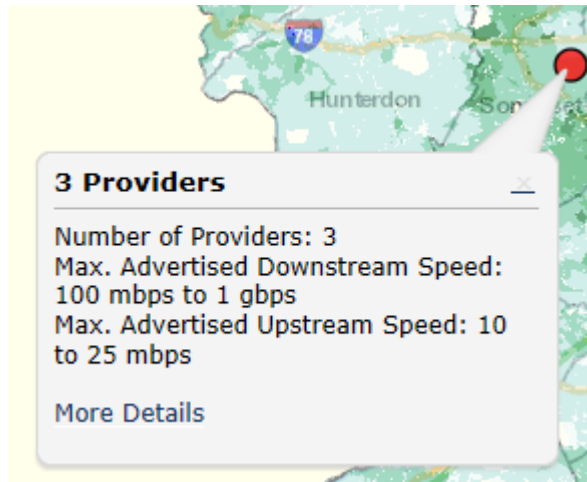 78
Hunterdon
3 Providers
×
Number of Providers: 3
Max. Advertised Downstream Speed:
100 mbps to 1 gbps
Max. Advertised Upstream Speed: 10
to 25 mbps
More Details